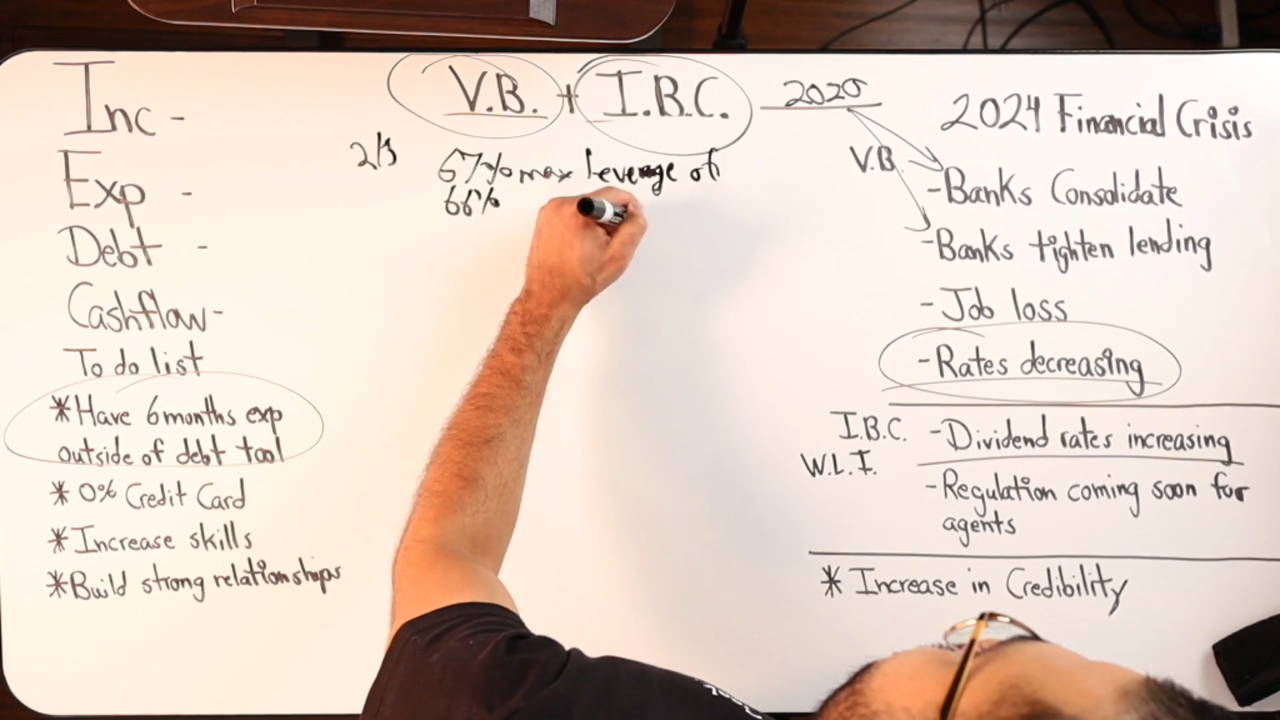 Inc -
Exp -
Debt -
Cashflow -
To do list
*Have 6 months exp
outside of debt tool
* 0% Credit Card
* Increase skills
*Build strong relationships
V.B. + I.B.C.
2/3
67% max leverage of
66%
2020
V.B.
2024 Financial Crisis
-Banks Consolidate
-Banks tighten lending
-Job loss
-Rates decreasing
I.B.C. -Dividend rates increasing
W.L.I.
-Regulation coming soon for
agents
* Increase in Credibility